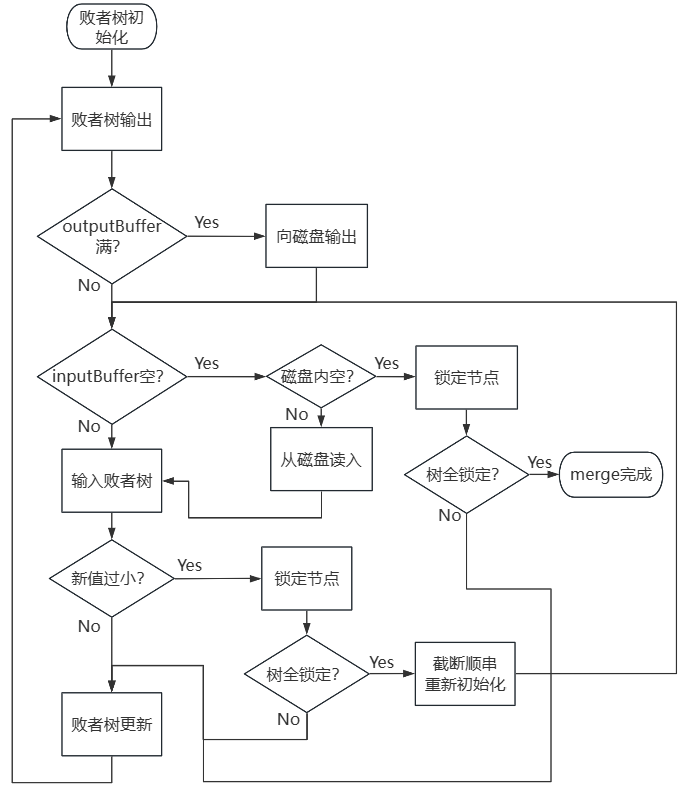 败者树初
始化
败者树输出
outputBuffer
满?
Yes
向磁盘输出
No
inputBuffer空?
Yes
磁盘内空?
Yes
锁定节点
No
No
输入败者树
从磁盘读入
树全锁定?
Yes
merge完成
No
新值过小?
Yes
锁定节点
No
树全锁定?
Yes
截断顺串
重新初始化
No
败者树更新